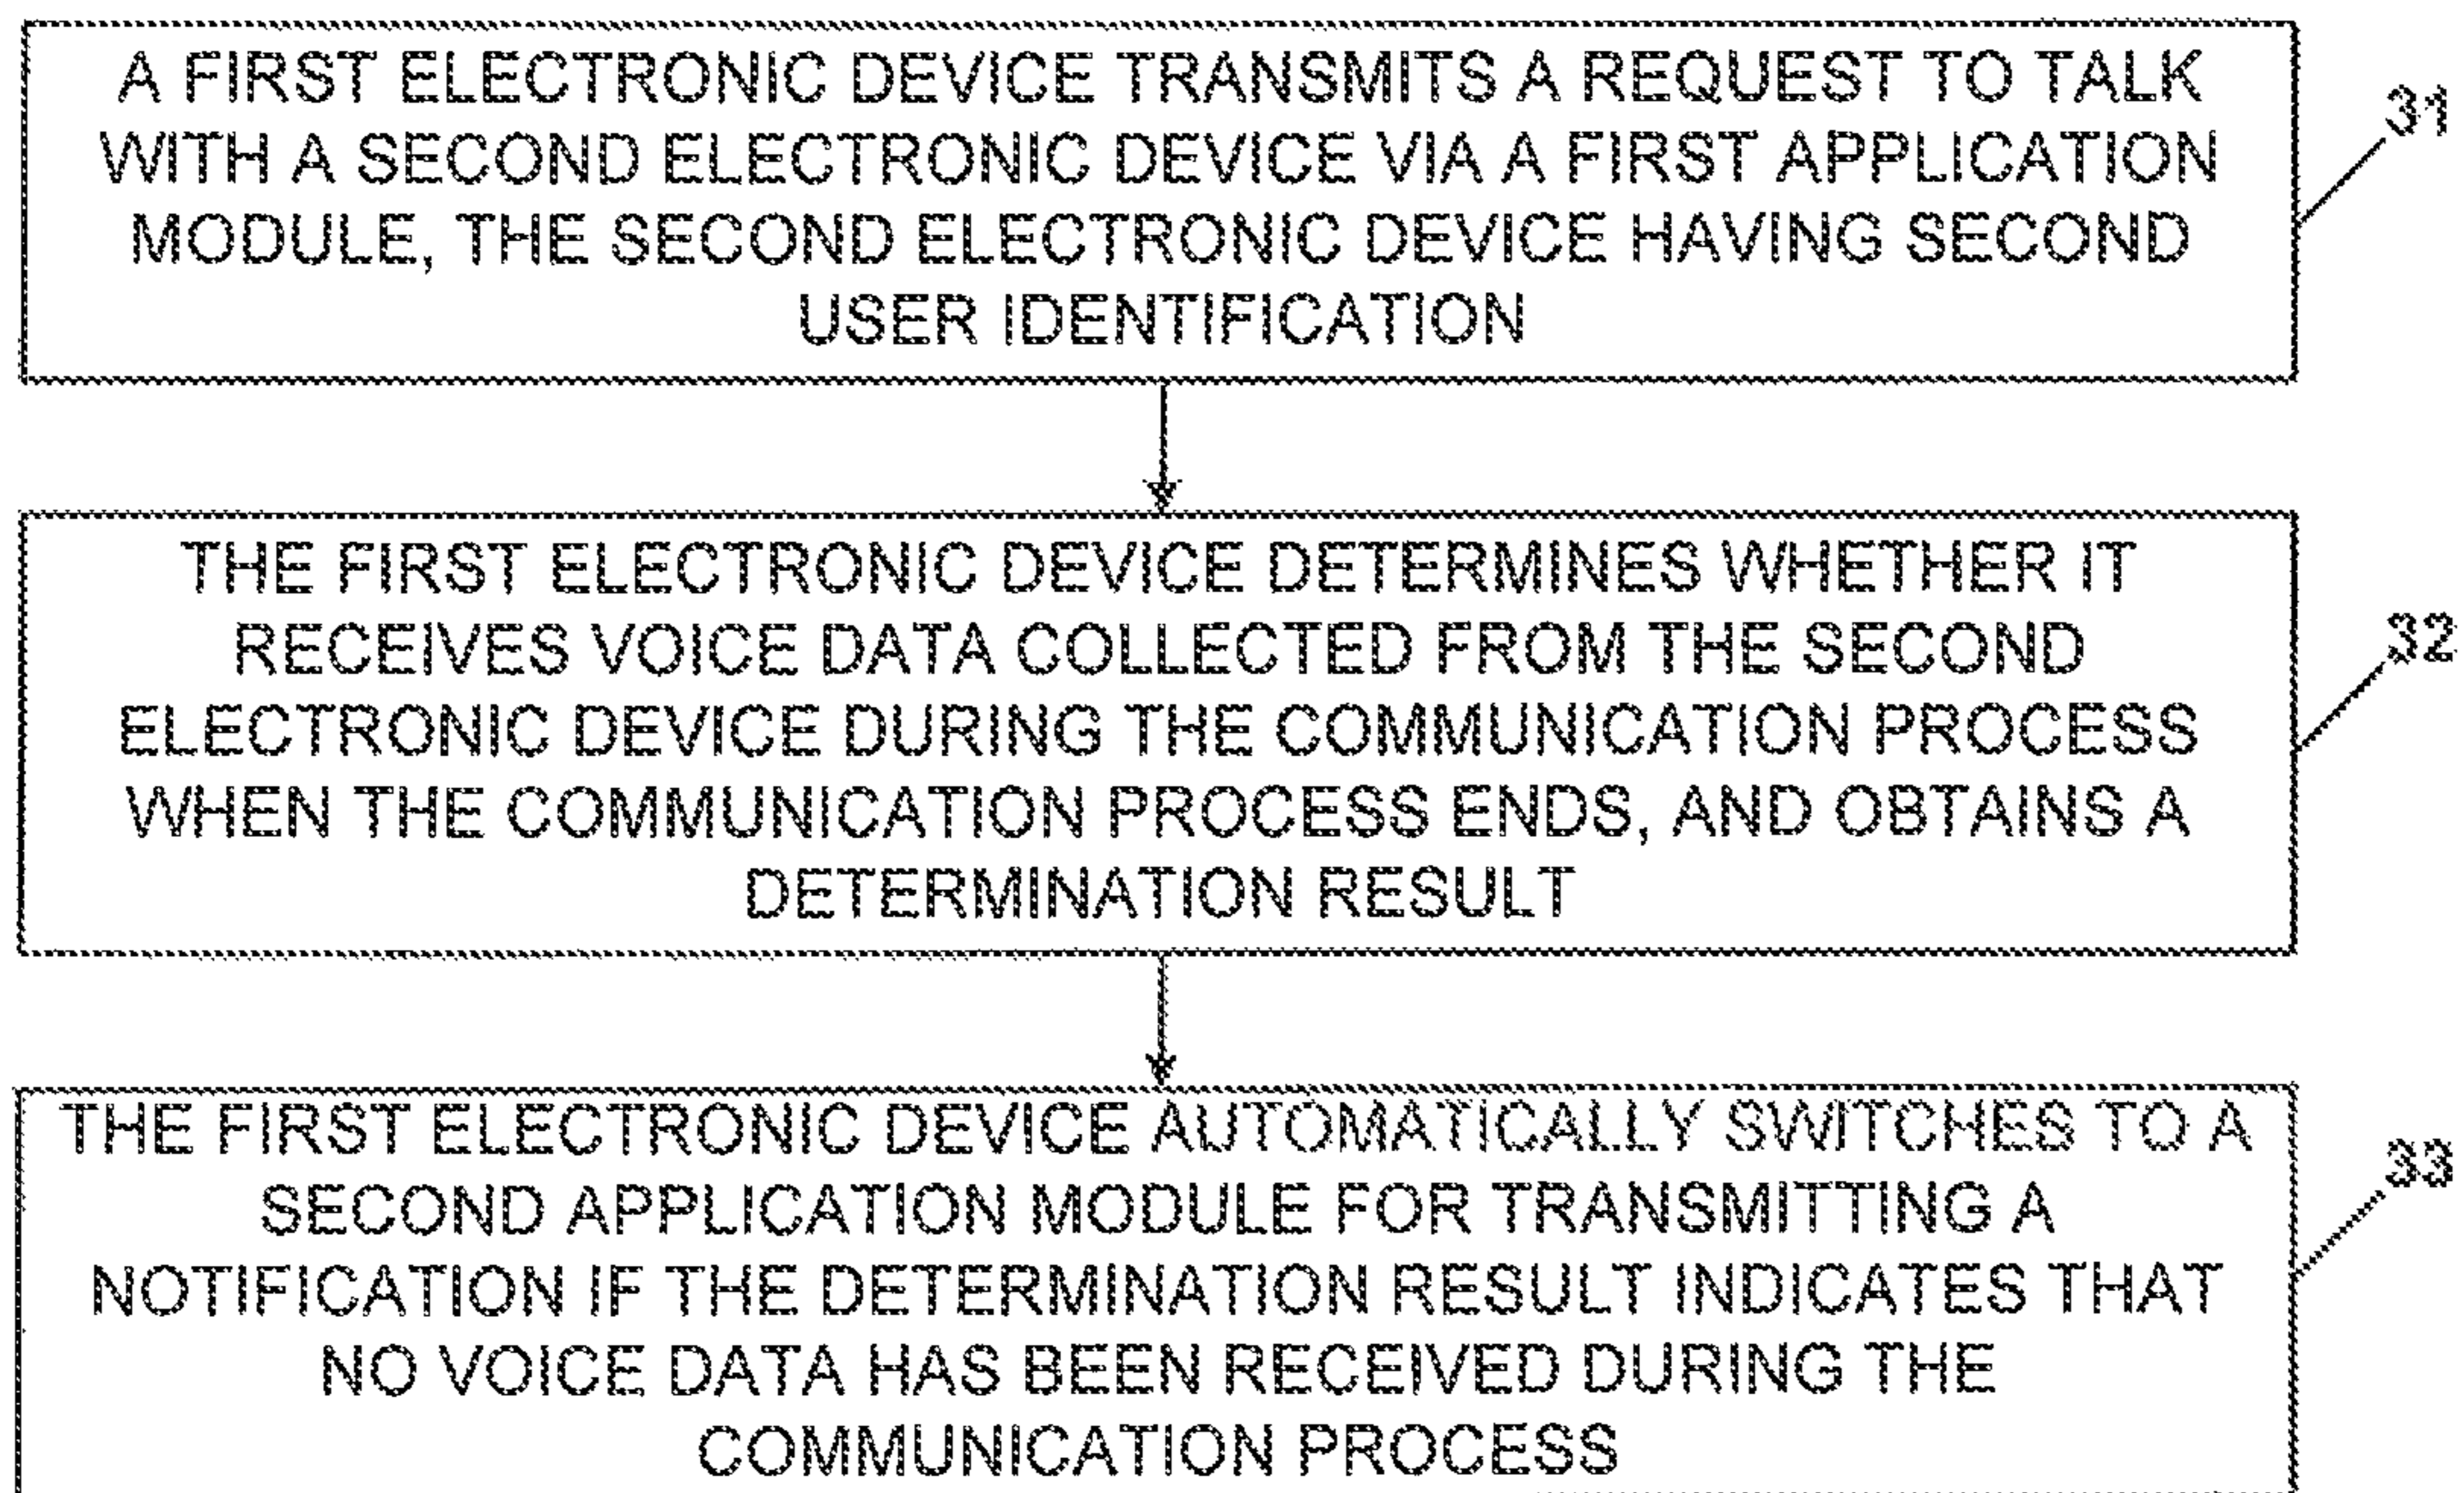 A FIRST ELECTRONIC DEVICE TRANSMITS A REQUEST TO TALK
WITH A SECOND ELECTRONIC DEVICE VIA A FIRST APPLICATION
MODULE, THE SECOND ELECTRONIC DEVICE HAVING SECOND
USER IDENTIFICATION
31
THE FIRST ELECTRONIC DEVICE DETERMINES WHETHER IT
RECEIVES VOICE DATA COLLECTED FROM THE SECOND
ELECTRONIC DEVICE DURING THE COMMUNICATION PROCESS
WHEN THE COMMUNICATION PROCESS ENDS, AND OBTAINS A
DETERMINATION RESULT
32
THE FIRST ELECTRONIC DEVICE AUTOMATICALLY SWITCHES TO A
SECOND APPLICATION MODULE FOR TRANSMITTING A
NOTIFICATION IF THE DETERMINATION RESULT INDICATES THAT
NO VOICE DATA HAS BEEN RECEIVED DURING THE
COMMUNICATION PROCESS
33